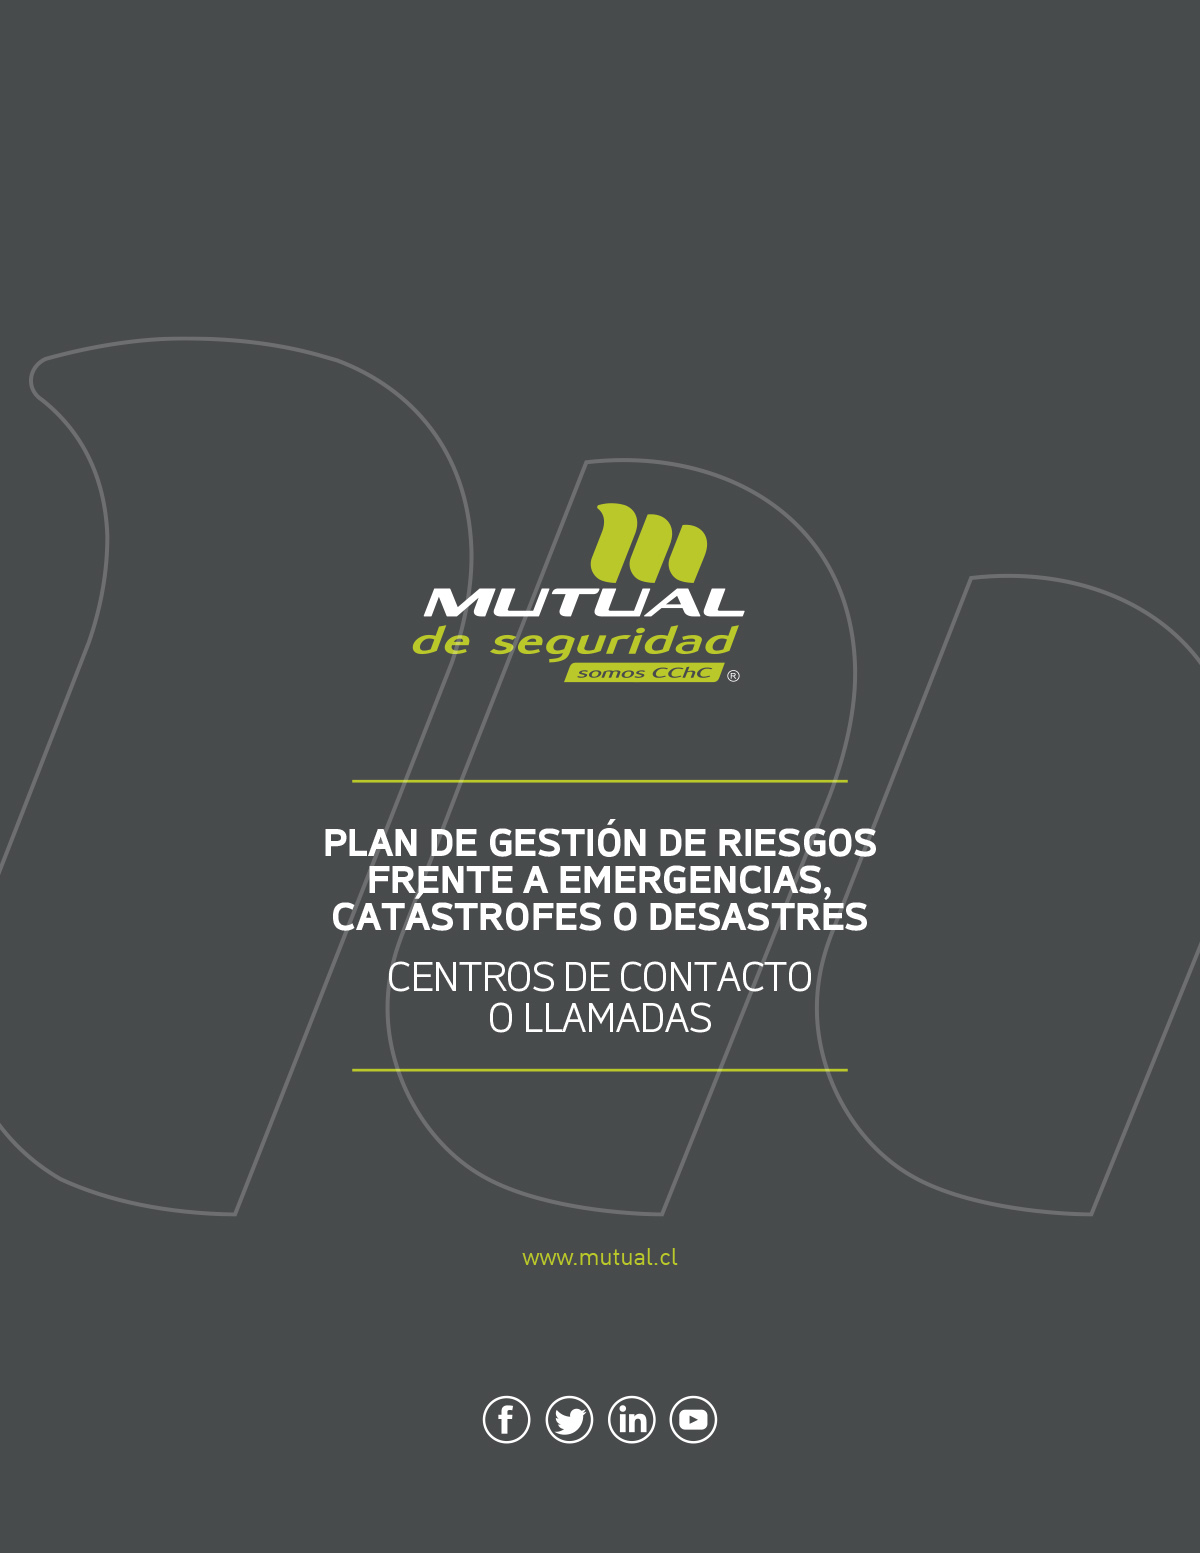 MUTUAL
de seguridad
somos CChC ®
PLAN DE GESTIÓN DE RIESGOS
FRENTE A EMERGENCIAS,
CATÁSTROFES O DESASTRES
CENTROS DE CONTACTO
O LLAMADAS
www.mutual.cl